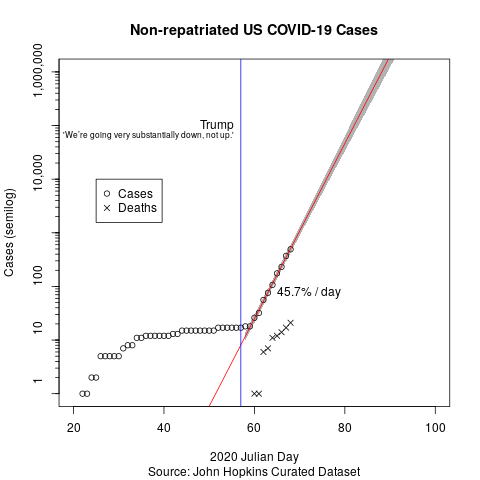 Non-repatriated US COVID-19 Cases
Cases (semilog)
1,000,000
10,000
100
10
1
Trump
'We're going very substantially down, not up.'
Cases
Deaths
45.7% / day
20
40
60
80
100
2020 Julian Day
Source: John Hopkins Curated Dataset